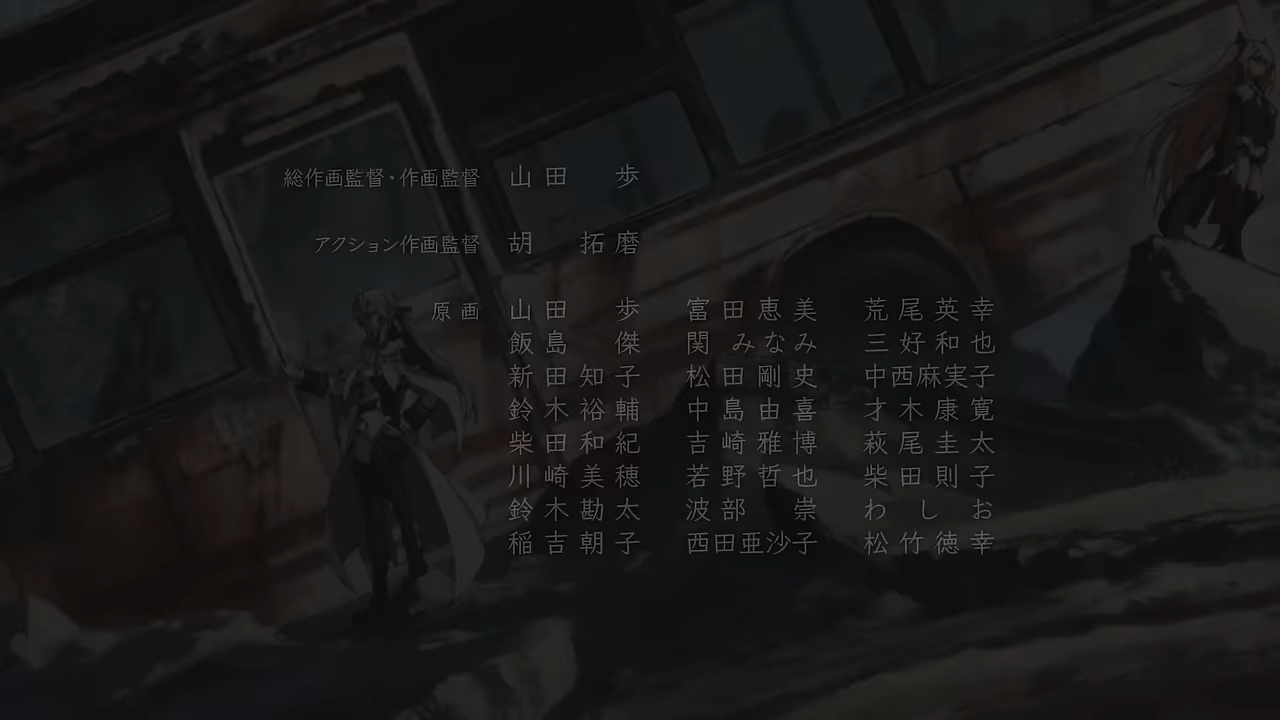 総作画監督・作画監督 山田 歩
アクション作画監督 胡 拓磨
原画 山田 歩 富田恵美 荒尾英幸
飯島 傑 関 みなみ 三好和也
新田知子 松田剛史 中西麻実子
鈴木裕輔 中島由喜 才木康寛
柴田和紀 吉崎雅博 萩尾圭太
川崎美穂 若野哲也 柴田則子
鈴木勘太 波部 崇 わしお
稲吉朝子 西田亜沙子 松竹徳幸